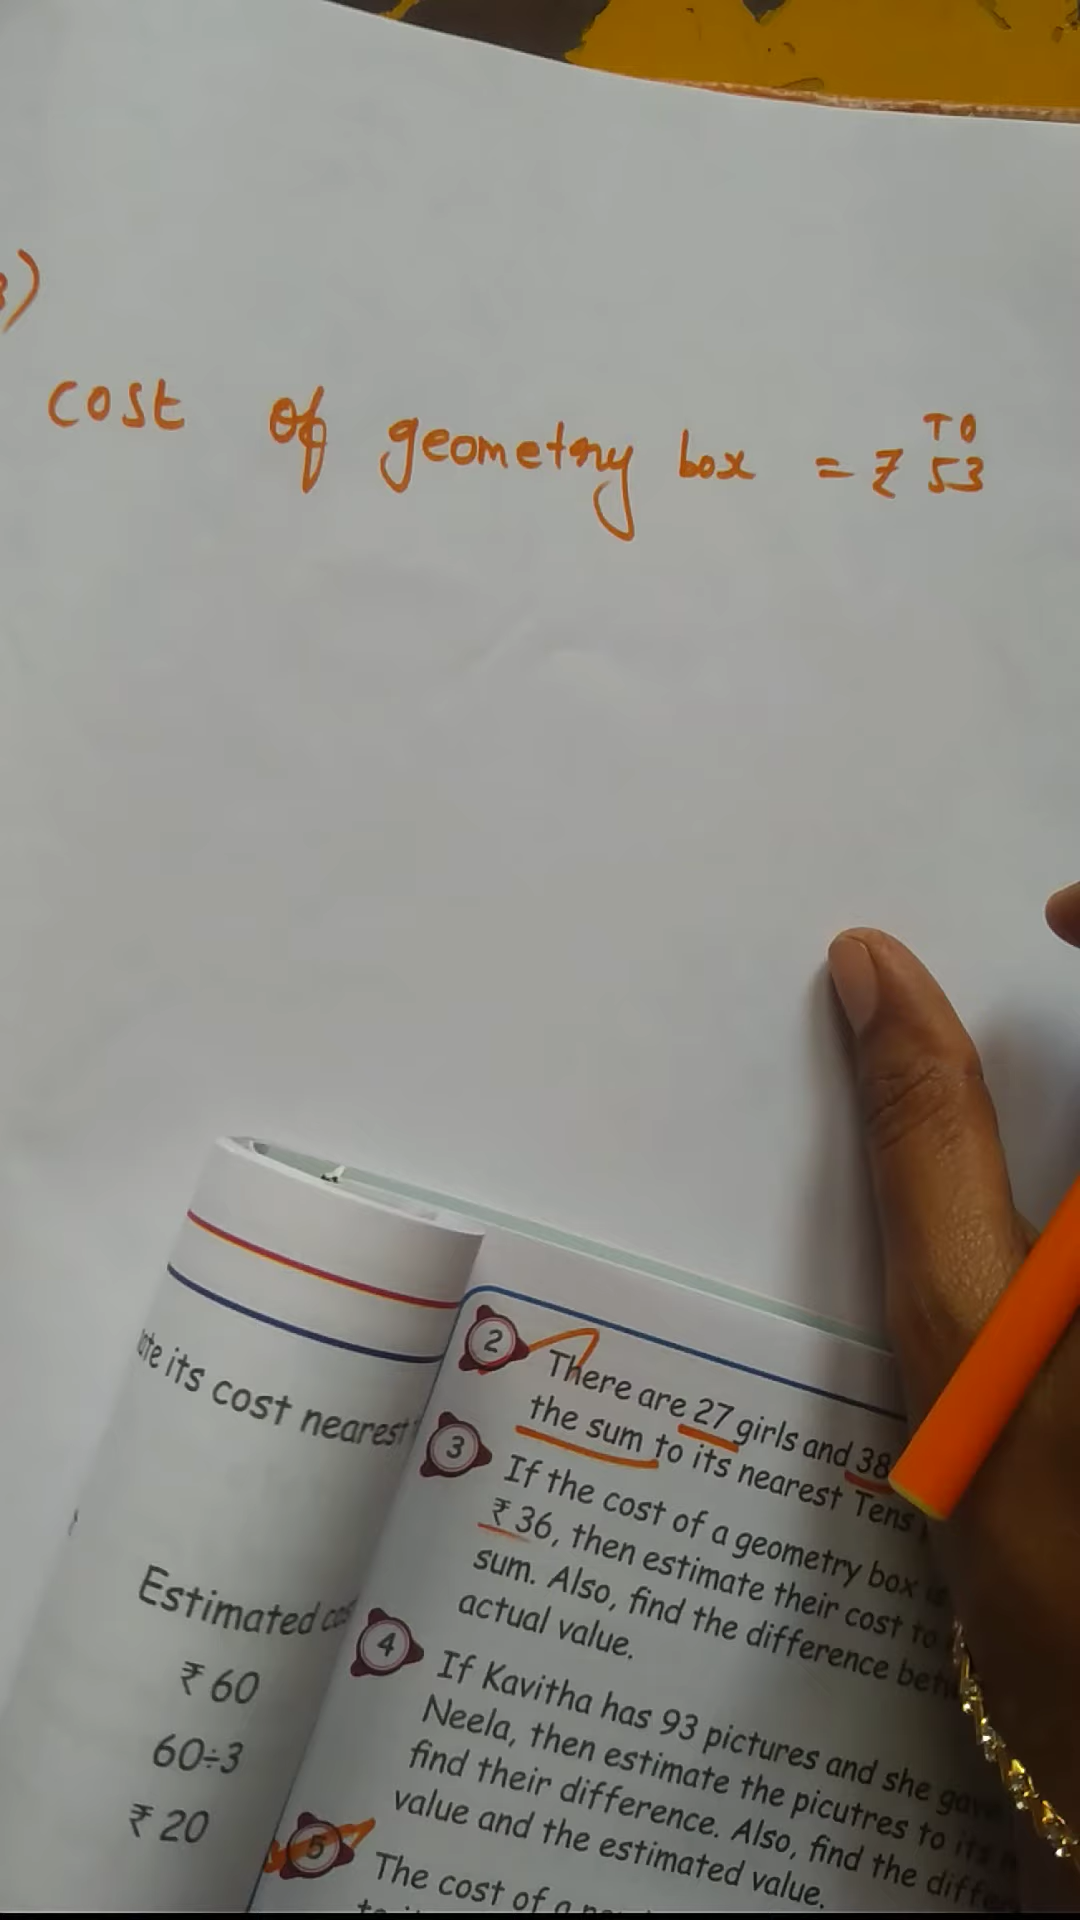 3)
cost of geometry box = ₹ 53
T O
its cost nearest
Estimated
₹ 60
60÷3
₹ 20
2 There are 27 girls and 38
the sum to its nearest Tens
3 If the cost of a geometry box is
₹ 36, then estimate their cost to
sum. Also, find the difference
actual value.
4 If Kavitha has 93 pictures and she gave
Neela, then estimate the picutres to its
find their difference. Also, find the
value and the estimated value.
5 The cost of a